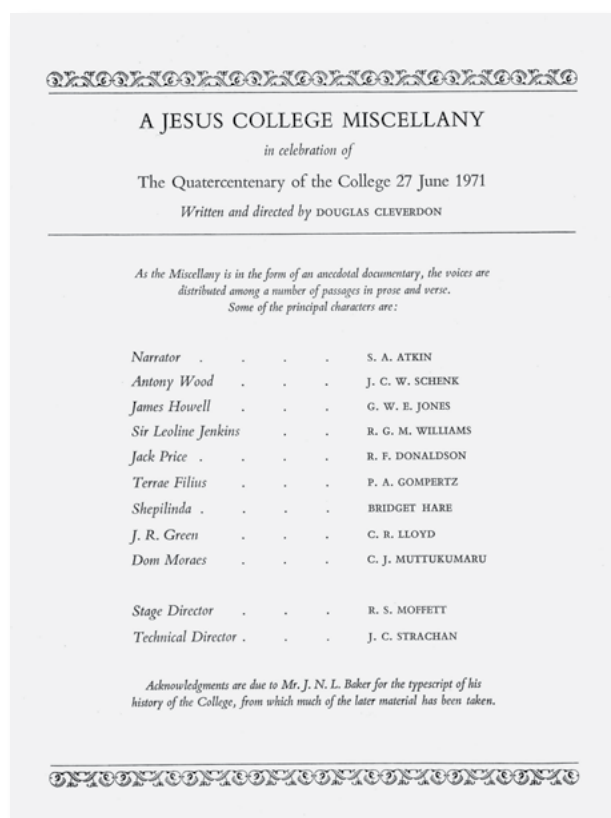 A JESUS COLLEGE MISCELLANY
in celebration of
The Quatercentenary of the College 27 June 1971
Written and directed by DOUGLAS CLEVERDON
As the Miscellany is in the form of an anecdotal documentary, the voices are
distributed among a number of passages in prose and verse.
Some of the principal characters are:
Narrator . . . . S. A. ATKIN
Antony Wood . . . J. C. W. SCHENK
James Howell . . . G. W. E. JONES
Sir Leoline Jenkins . . R. G. M. WILLIAMS
Jack Price . . . . R. F. DONALDSON
Terrae Filius . . . P. A. GOMPERTZ
Shepilinda . . . . BRIDGET HARE
J. R. Green . . . C. R. LLOYD
Dom Moraes . . . C. J. MUTTUKUMARU
Stage Director . . . R. S. MOFFETT
Technical Director . . . J. C. STRACHAN
Acknowledgments are due to Mr. J. N. L. Baker for the typescript of his
history of the College, from which much of the later material has been taken.